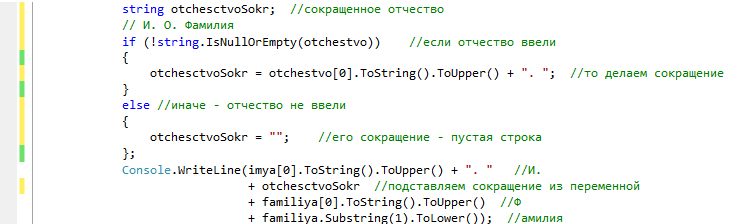 string otchesctvoSokr;  //сокращенное отчество
// И. О. Фамилия
if (!string.IsNullOrEmpty(otchestvo))    //если отчество ввели
{
    otchesctvoSokr = otchestvo[0].ToString().ToUpper() + ". ";  //то делаем сокращение
}
else //иначе - отчество не ввели
{
    otchesctvoSokr = "";    //его сокращение - пустая строка
};
Console.WriteLine(imya[0].ToString().ToUpper() + ". "   //И.
                  + otchesctvoSokr  //подставляем сокращение из переменной
                  + familiya[0].ToString().ToUpper()  //Ф
                  + familiya.Substring(1).ToLower());  //амилия